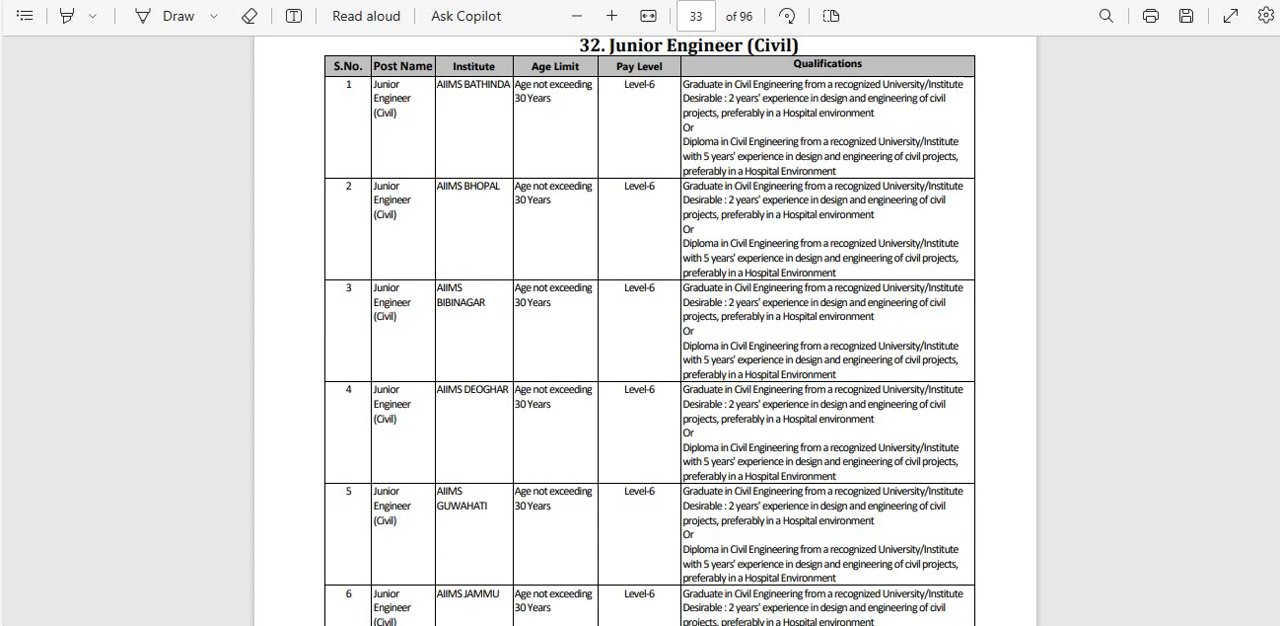 Draw
Read aloud
Ask Copilot
33 of 96
32. Junior Engineer (Civil)
S.No. Post Name Institute Age Limit Pay Level Qualifications
1 Junior AIIMS BATHINDA Age not exceeding Level-6 Graduate in Civil Engineering from a recognized University/Institute
Engineer 30 Years Desirable : 2 years' experience in design and engineering of civil
(Civil) projects, preferably in a Hospital environment
Or
Diploma in Civil Engineering from a recognized University/Institute
with 5 years' experience in design and engineering of civil projects,
preferably in a Hospital Environment
2 Junior AIIMS BHOPAL Age not exceeding Level-6 Graduate in Civil Engineering from a recognized University/Institute
Engineer 30 Years Desirable : 2 years' experience in design and engineering of civil
(Civil) projects, preferably in a Hospital environment
Or
Diploma in Civil Engineering from a recognized University/Institute
with 5 years' experience in design and engineering of civil projects,
preferably in a Hospital Environment
3 Junior AIIMS Age not exceeding Level-6 Graduate in Civil Engineering from a recognized University/Institute
Engineer BIBINAGAR 30 Years Desirable : 2 years' experience in design and engineering of civil
(Civil) projects, preferably in a Hospital environment
Or
Diploma in Civil Engineering from a recognized University/Institute
with 5 years' experience in design and engineering of civil projects,
preferably in a Hospital Environment
4 Junior AIIMS DEOGHAR Age not exceeding Level-6 Graduate in Civil Engineering from a recognized University/Institute
Engineer 30 Years Desirable : 2 years' experience in design and engineering of civil
(Civil) projects, preferably in a Hospital environment
Or
Diploma in Civil Engineering from a recognized University/Institute
with 5 years' experience in design and engineering of civil projects,
preferably in a Hospital Environment
5 Junior AIIMS Age not exceeding Level-6 Graduate in Civil Engineering from a recognized University/Institute
Engineer GUWAHATI 30 Years Desirable : 2 years' experience in design and engineering of civil
(Civil) projects, preferably in a Hospital environment
Or
Diploma in Civil Engineering from a recognized University/Institute
with 5 years' experience in design and engineering of civil projects,
preferably in a Hospital Environment
6 Junior AIIMS JAMMU Age not exceeding Level-6 Graduate in Civil Engineering from a recognized University/Institute
Engineer 30 Years Desirable : 2 years' experience in design and engineering of civil
(Civil) projects, preferably in a Hospital environment